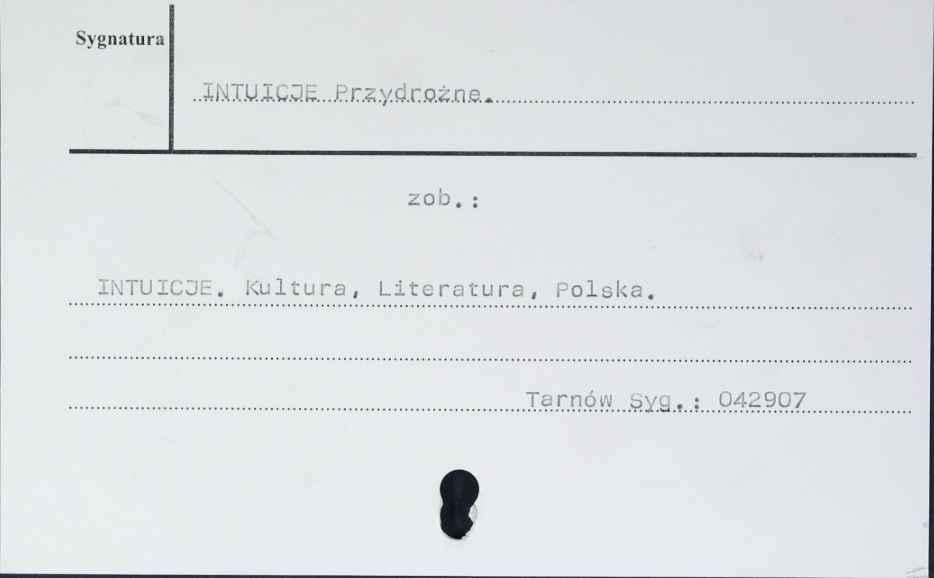 Sygnatura
INTUICJE Przydrożne.
zob.:
INTUICJE. Kultura, Literatura, Polska.
Tarnów Syg.: 042907